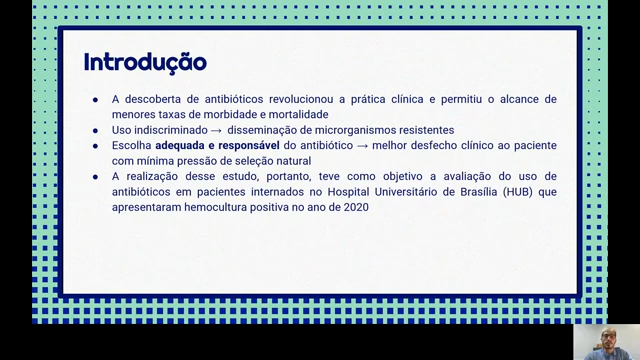 Introdução
● A descoberta de antibióticos revolucionou a prática clínica e permitiu o alcance de
menores taxas de morbidade e mortalidade
● Uso indiscriminado → disseminação de microrganismos resistentes
● Escolha adequada e responsável do antibiótico → melhor desfecho clínico ao paciente
com mínima pressão de seleção natural
● A realização desse estudo, portanto, teve como objetivo a avaliação do uso de
antibióticos em pacientes internados no Hospital Universitário de Brasília (HUB) que
apresentaram hemocultura positiva no ano de 2020